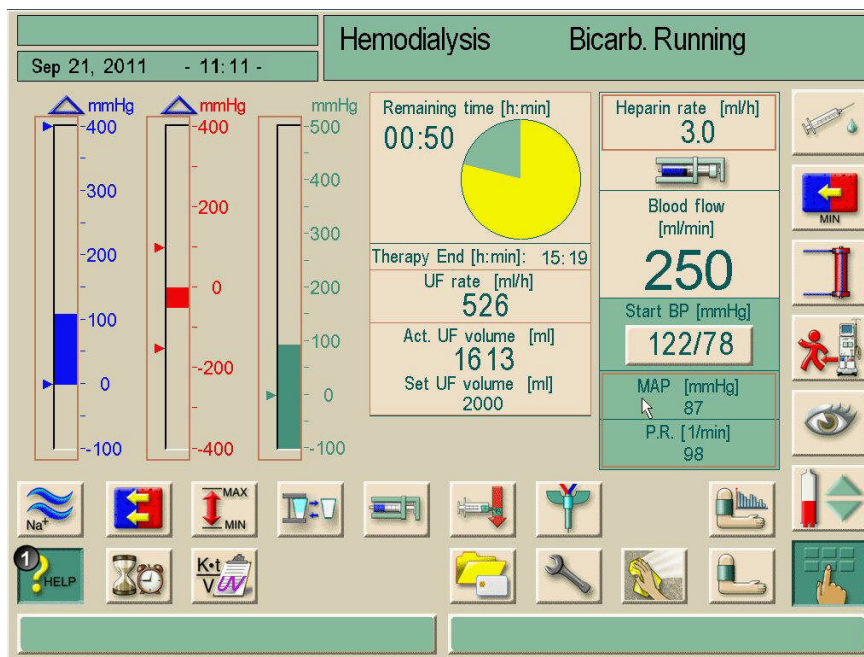 Hemodialysis Bicarb. Running
Sep 21, 2011 - 11:11 -
mmHg mmHg mmHg
400 400 500
300 200 400
200 0 300
100 -200 200
0 -400 100
-100 0
-100
Remaining time [h:min]
00:50
Therapy End [h:min]: 15:19
UF rate [ml/h]
526
Act. UF volume [ml]
1613
Set UF volume [ml]
2000
Heparin rate [ml/h]
3.0
Blood flow
[ml/min]
250
Start BP [mmHg]
122/78
MAP [mmHg]
87
P.R. [1/min]
98
MIN
Na+
MAX
MIN
1
HELP
K•t
V
UV